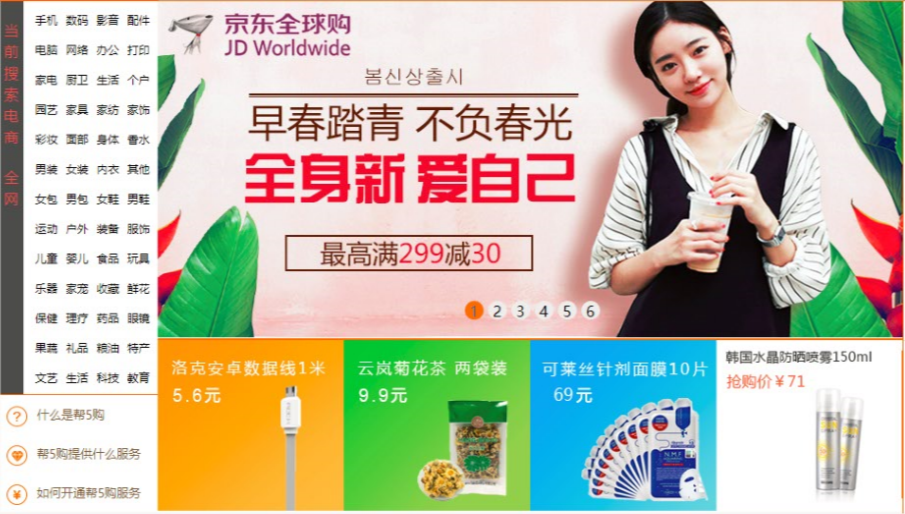 当前搜索电商 全网
手机 数码 影音 配件
电脑 网络 办公 打印
家电 厨卫 生活 个户
园艺 家具 家纺 家饰
彩妆 面部 身体 香水
男装 女装 内衣 其他
女包 男包 女鞋 男鞋
运动 户外 装备 服饰
儿童 婴儿 食品 玩具
乐器 家宠 收藏 鲜花
保健 理疗 药品 眼镜
果蔬 礼品 粮油 特产
文艺 生活 科技 教育
什么是帮5购
帮5购提供什么服务
如何开通帮5购服务
京东全球购
JD Worldwide
봄신상출시
早春踏青 不负春光
全身新 爱自己
最高满299减30
1 2 3 4 5 6
洛克安卓数据线1米
5.6元
云岚菊花茶 两袋装
9.9元
可莱丝针剂面膜10片
69元
N.M.F
韩国水晶防晒喷雾150ml
抢购价￥71